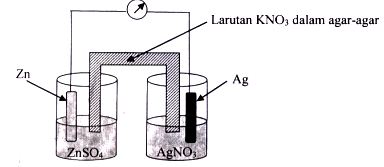 Larutan KNO₃ dalam agar-agar
Zn
Ag
ZnSO₄
AgNO₃